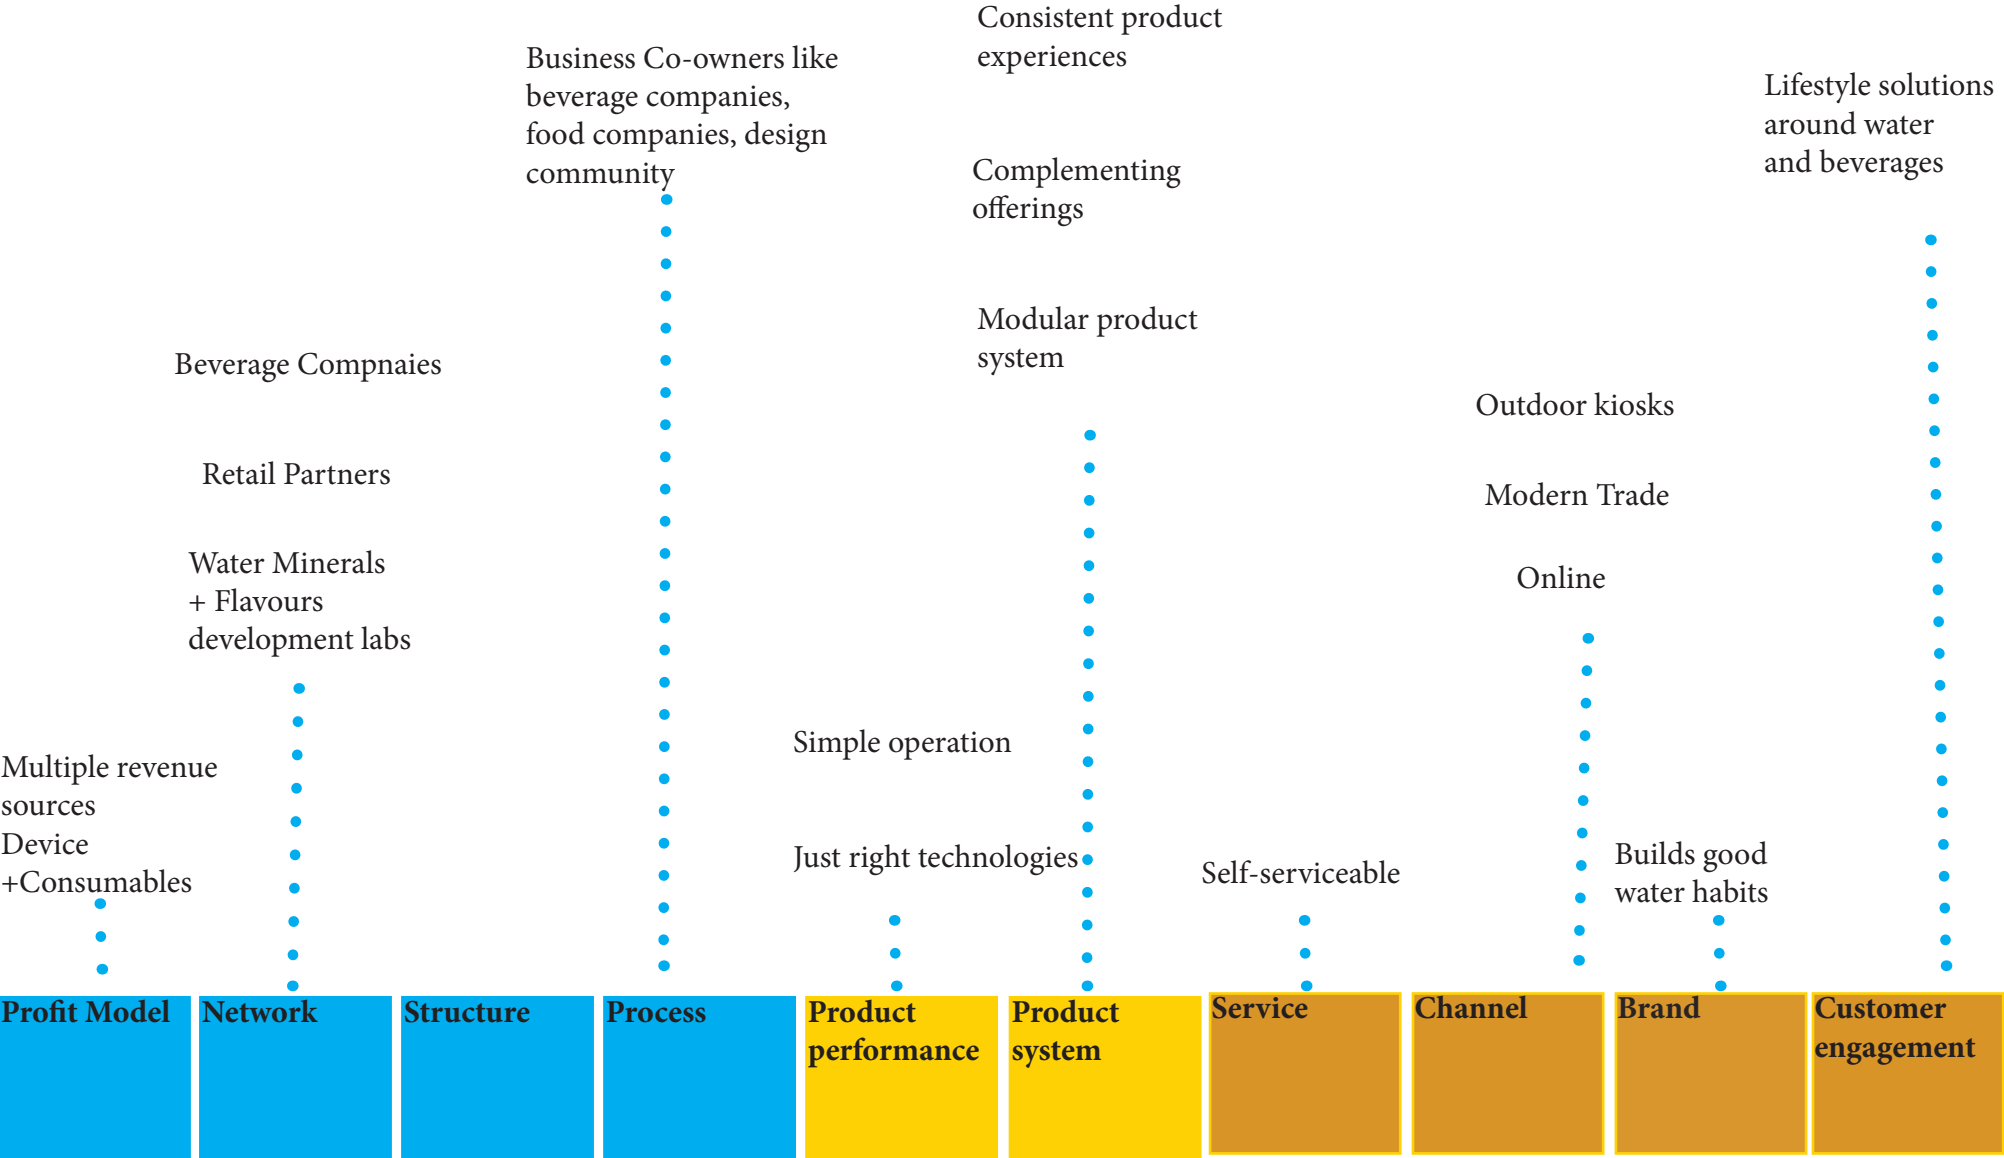 Multiple revenue
sources
Device
+Consumables
Beverage Compnaies
Retail Partners
Water Minerals
+ Flavours
development labs
Business Co-owners like
beverage companies,
food companies, design
community
Simple operation
Just right technologies
Consistent product
experiences
Complementing
offerings
Modular product
system
Self-serviceable
Outdoor kiosks
Modern Trade
Online
Builds good
water habits
Lifestyle solutions
around water
and beverages
Profit Model
Network
Structure
Process
Product
performance
Product
system
Service
Channel
Brand
Customer
engagement